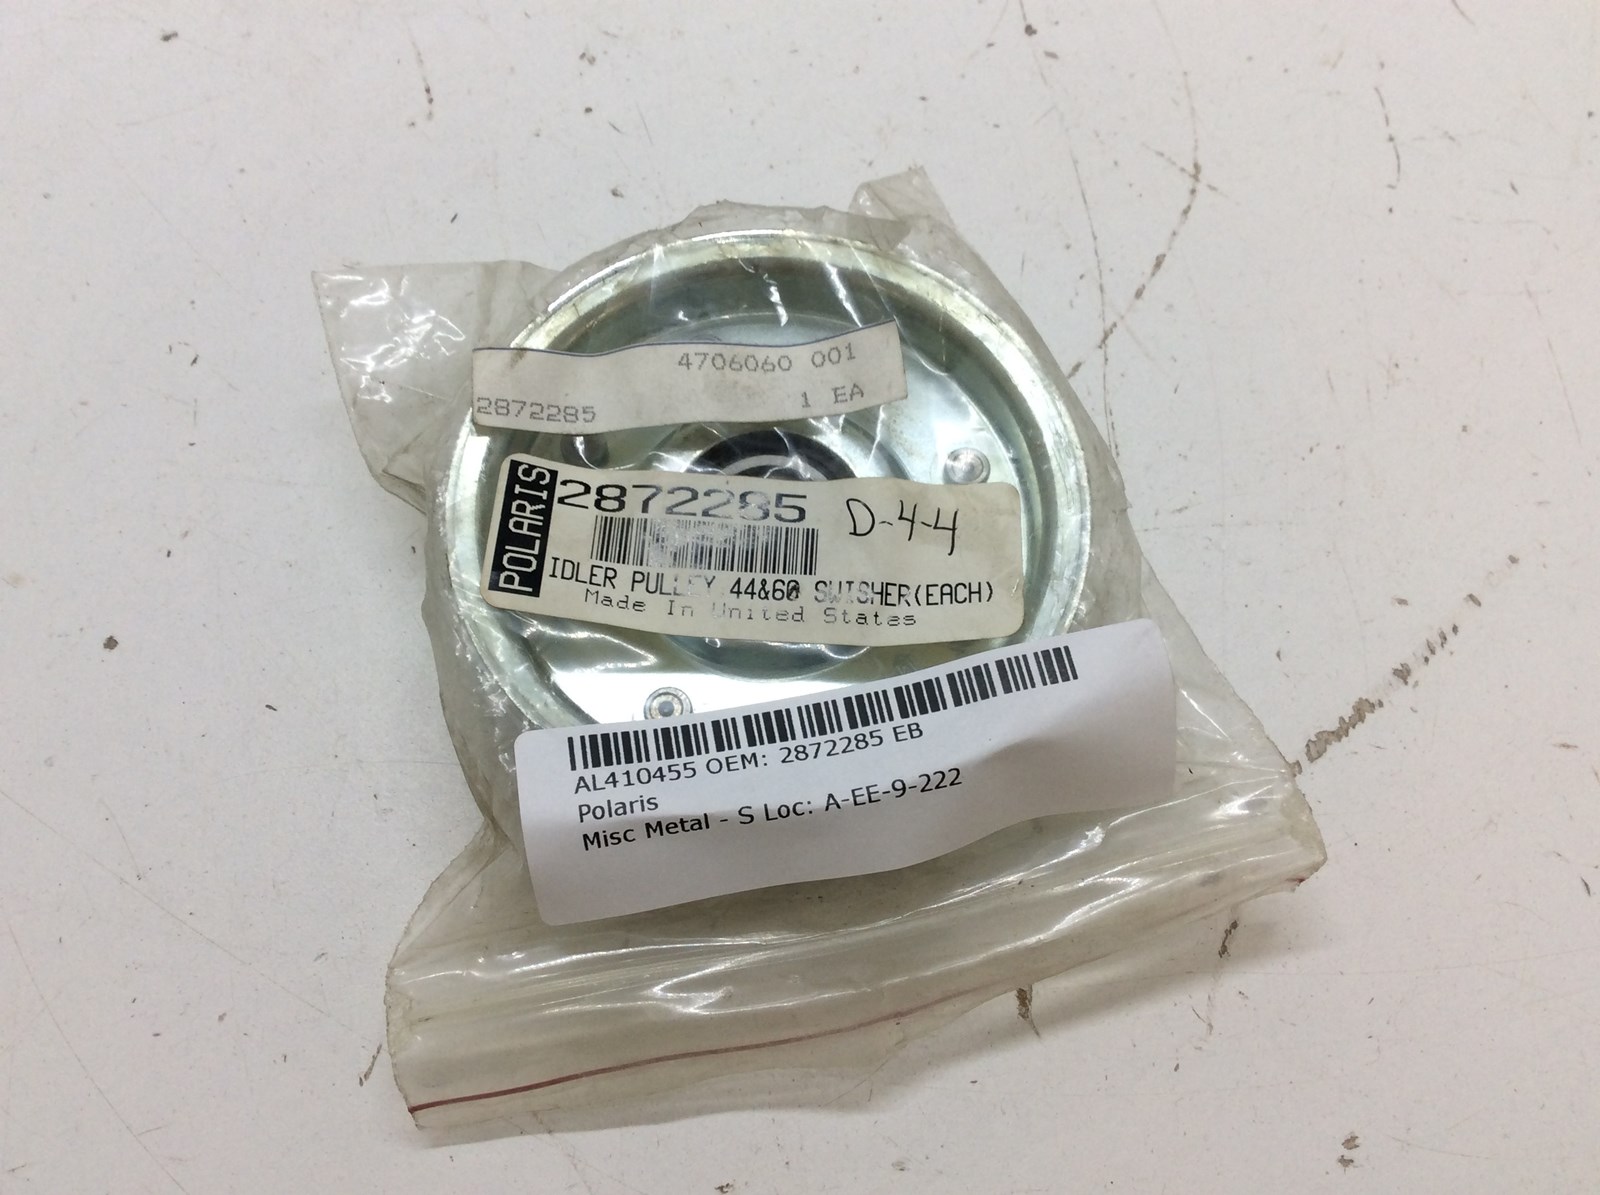 4706060 001
2872285 1 EA
POLARIS
2872285 D-4-4
IDLER PULLEY 44&60 SWISHER(EACH)
Made In United States
AL410455 OEM: 2872285 EB
Polaris
Misc Metal - S Loc: A-EE-9-222